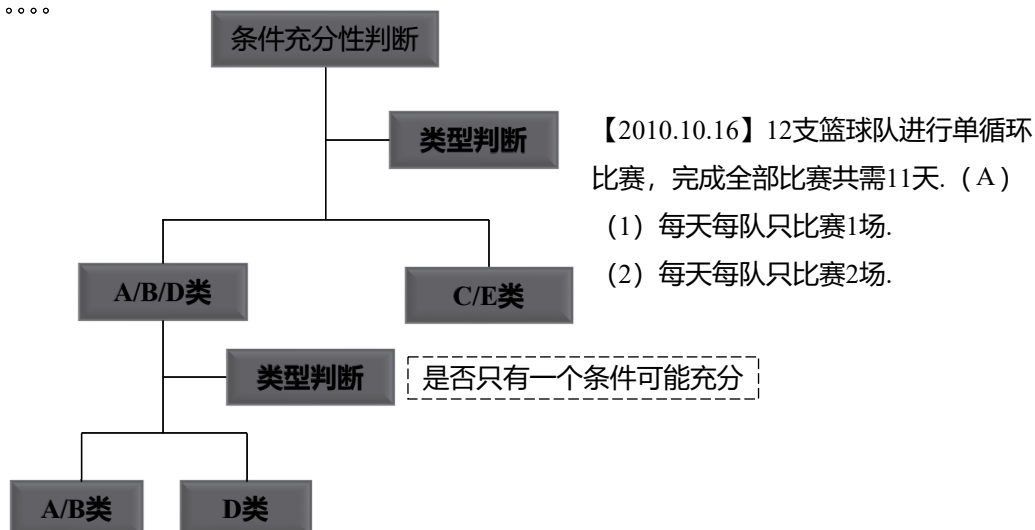 条件充分性判断
类型判断
【2010.10.16】12支篮球队进行单循环
比赛，完成全部比赛共需11天.（A）
（1）每天每队只比赛1场.
（2）每天每队只比赛2场.
A/B/D类
C/E类
类型判断
是否只有一个条件可能充分
A/B类
D类